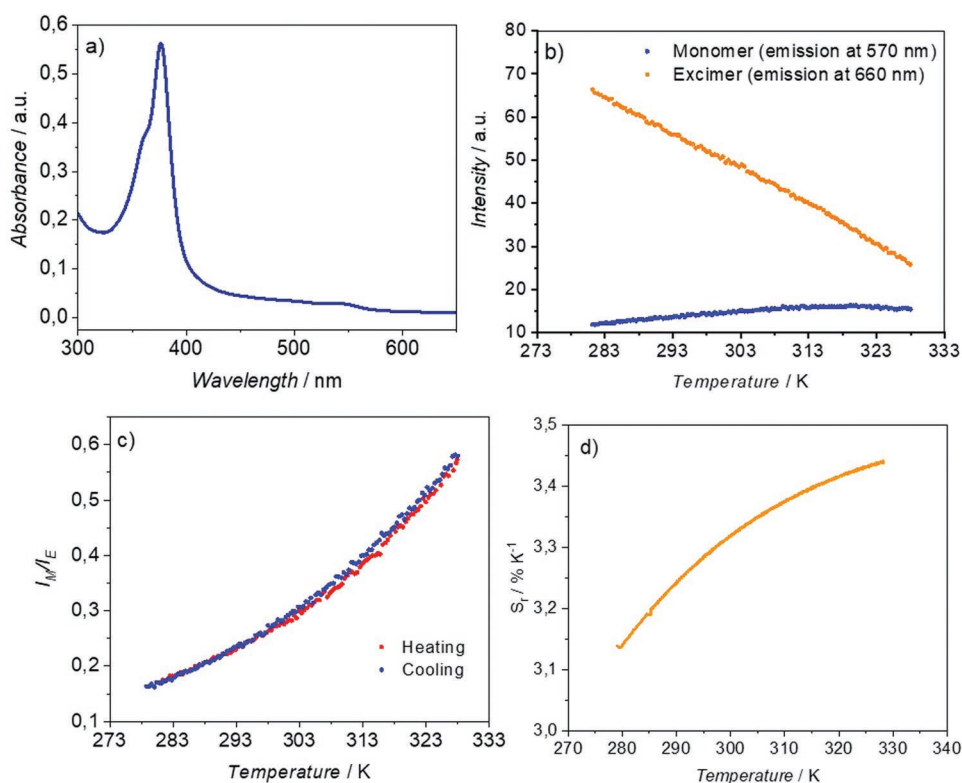 a)
0,6
0,5
0,4
0,3
0,2
0,1
0,0
Absorbance / a.u.
300 400 500 600
Wavelength / nm
b)
Monomer (emission at 570 nm)
Excimer (emission at 660 nm)
80
70
60
50
40
30
20
10
Intensity / a.u.
273 283 293 303 313 323 333
Temperature / K
c)
0,6
0,5
0,4
0,3
0,2
0,1
I_M/I_E
Heating
Cooling
273 283 293 303 313 323 333
Temperature / K
d)
3,5
3,4
3,3
3,2
3,1
3,0
S_r / % K⁻¹
270 280 290 300 310 320 330 340
Temperature / K